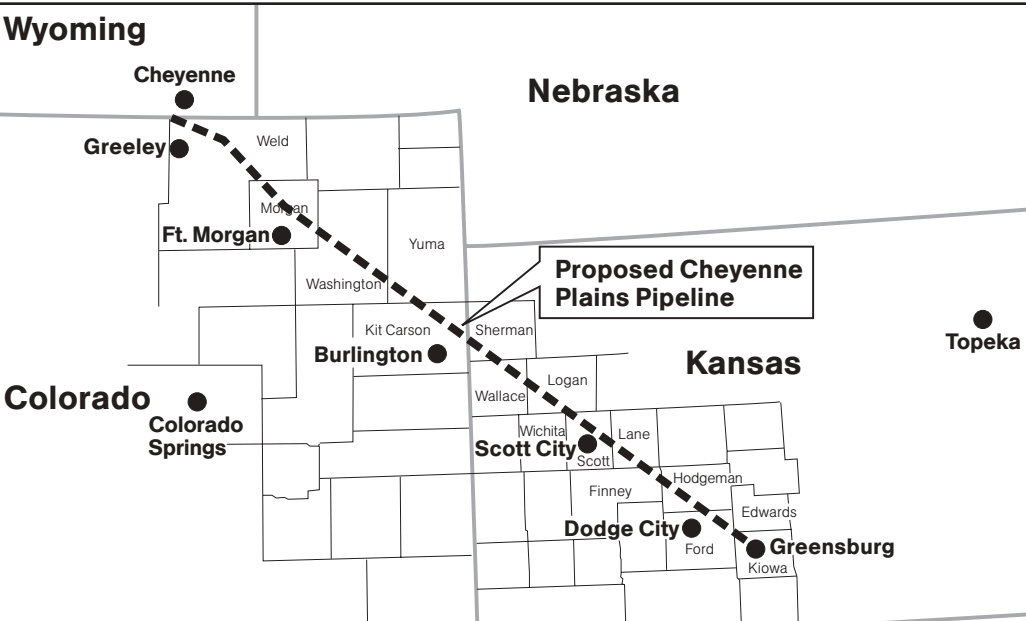 Wyoming
Cheyenne
Nebraska
Greeley
Weld
Morgan
Ft. Morgan
Yuma
Washington
Proposed Cheyenne
Plains Pipeline
Kit Carson
Sherman
Burlington
Topeka
Kansas
Logan
Wallace
Colorado
Colorado
Springs
Wichita
Lane
Scott City
Scott
Hodgeman
Finney
Edwards
Dodge City
Ford
Greensburg
Kiowa